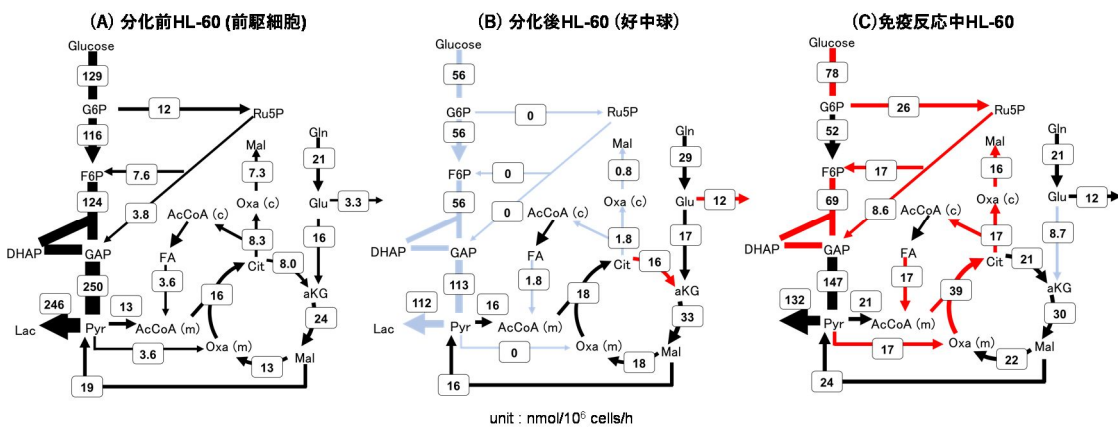 (A) 分化前HL-60 (前駆細胞)
Glucose
129
G6P
12
Ru5P
116
F6P
7.6
124
3.8
DHAP
GAP
250
246
Lac
Pyr
13
AcCoA (m)
3.6
19
Mal
7.3
Oxa (c)
AcCoA (c)
8.3
FA
3.6
Cit
8.0
16
Oxa (m)
13
Mal
24
aKG
16
Glu
3.3
21
Gln
(B) 分化後HL-60 (好中球)
Glucose
56
G6P
0
Ru5P
56
F6P
0
56
0
DHAP
GAP
113
112
Lac
Pyr
16
AcCoA (m)
0
16
Mal
0.8
Oxa (c)
AcCoA (c)
1.8
FA
1.8
Cit
16
18
Oxa (m)
18
Mal
33
aKG
17
Glu
12
29
Gln
(C)免疫反応中HL-60
Glucose
78
G6P
26
Ru5P
52
F6P
17
69
8.6
DHAP
GAP
147
132
Pyr
21
AcCoA (m)
17
24
Mal
16
Oxa (c)
AcCoA (c)
17
FA
17
Cit
21
39
Oxa (m)
22
Mal
30
aKG
8.7
Glu
12
21
Gln
unit : nmol/10⁶ cells/h